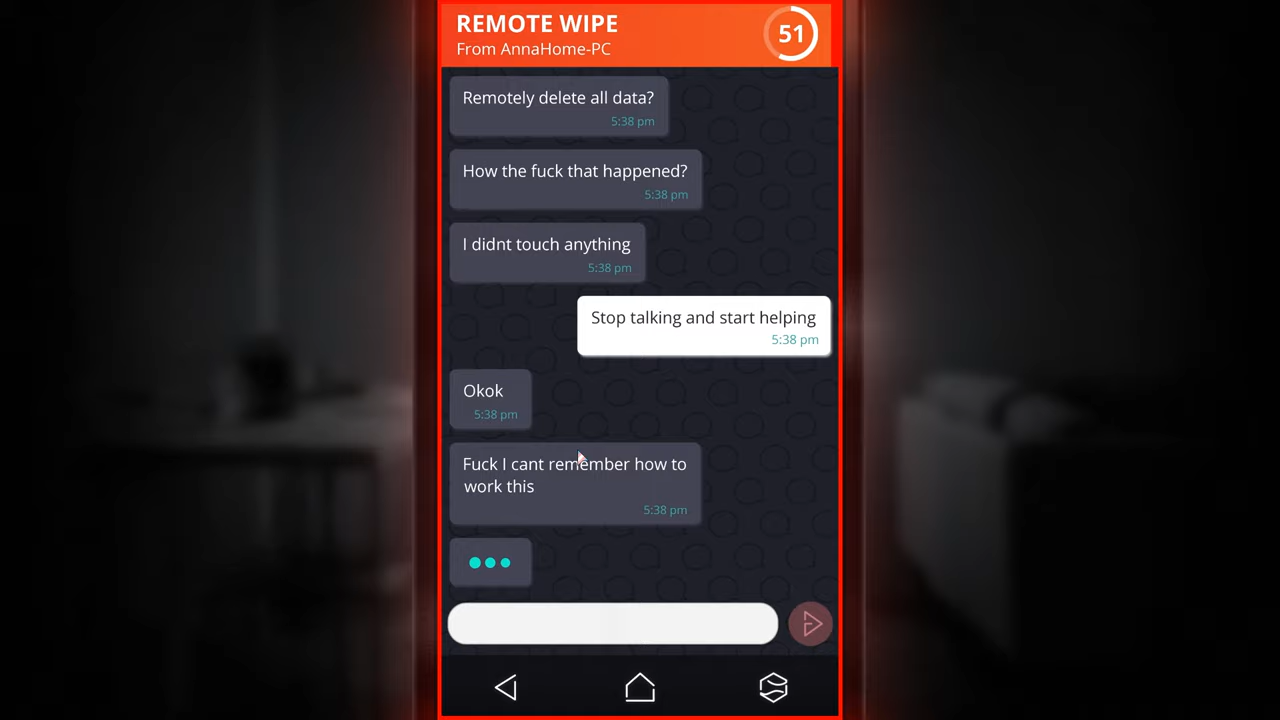 REMOTE WIPE
From AnnaHome-PC
51
Remotely delete all data?
5:38 pm
How the fuck that happened?
5:38 pm
I didnt touch anything
5:38 pm
Stop talking and start helping
5:38 pm
Okok
5:38 pm
Fuck I cant remember how to
work this
5:38 pm